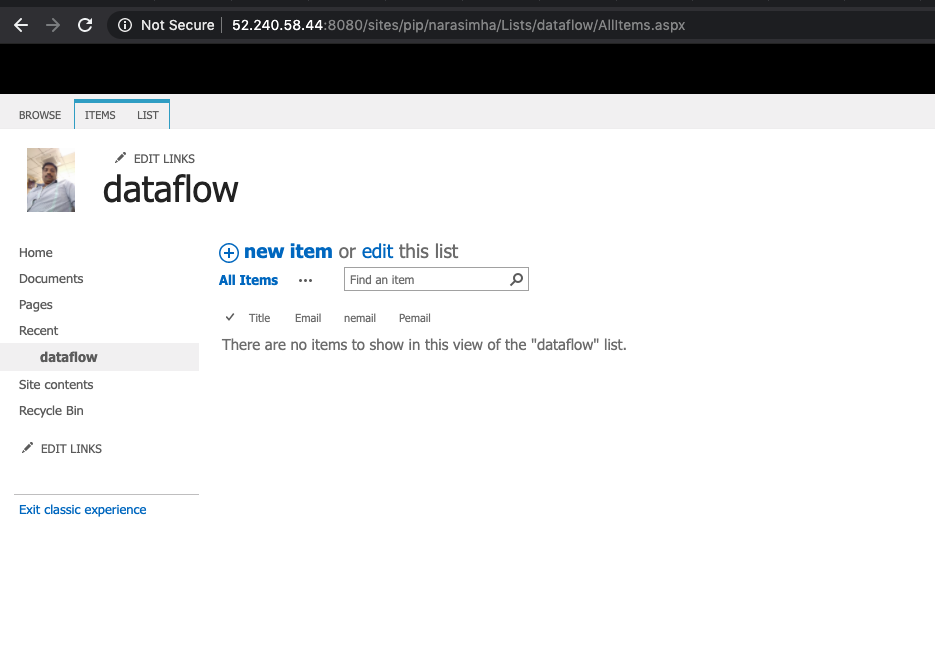 Not Secure 52.240.58.44:8080/sites/pip/narasimha/Lists/dataflow/AllItems.aspx
BROWSE ITEMS LIST
EDIT LINKS
dataflow
Home
Documents
Pages
Recent
dataflow
Site contents
Recycle Bin
EDIT LINKS
Exit classic experience
new item or edit this list
All Items ··· Find an item
Title Email nemail Pemail
There are no items to show in this view of the "dataflow" list.